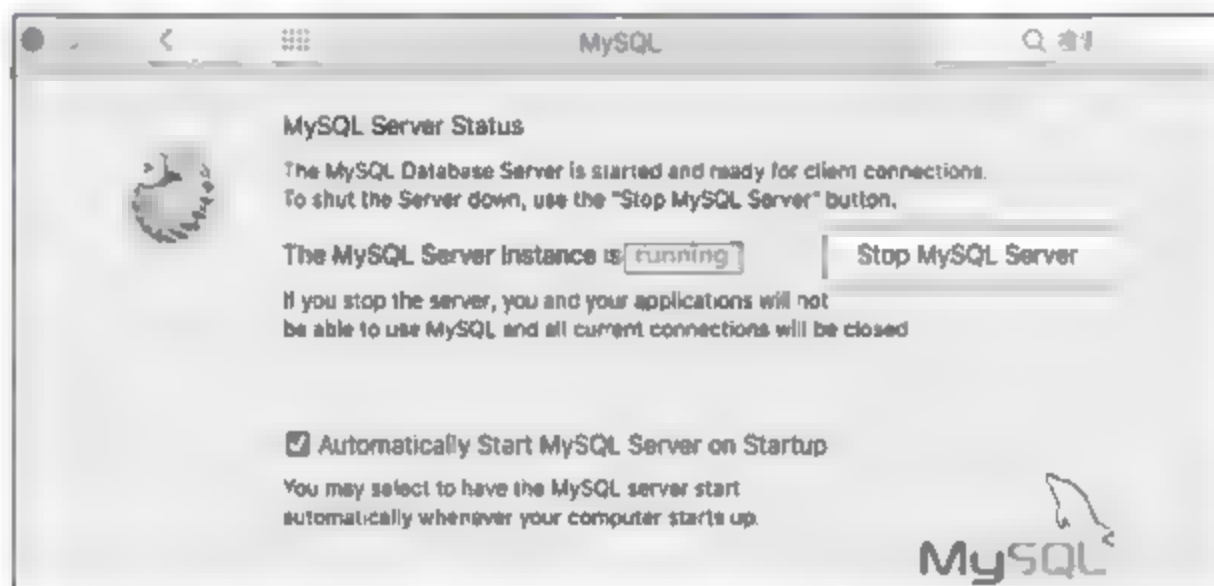 MySQL
MySQL Server Status
The MySQL Database Server is started and ready for client connections.
To shut the Server down, use the "Stop MySQL Server" button.
The MySQL Server Instance is running
Stop MySQL Server
If you stop the server, you and your applications will not
be able to use MySQL and all current connections will be closed
Automatically Start MySQL Server on Startup
You may select to have the MySQL server start
automatically whenever your computer starts up.
MySQL